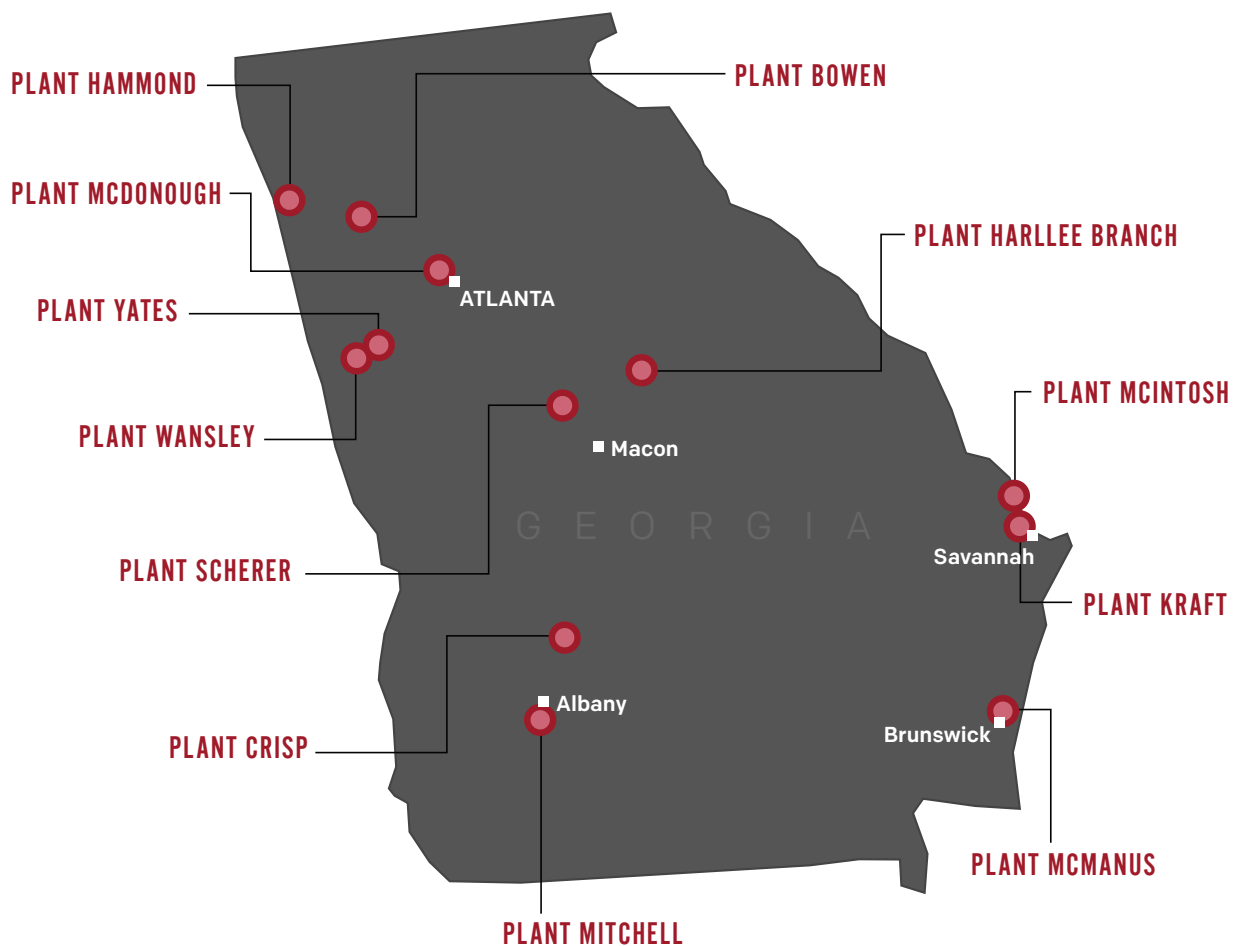 PLANT HAMMOND
PLANT BOWEN
PLANT MCDONOUGH
PLANT HARLLEE BRANCH
ATLANTA
PLANT YATES
PLANT MCINTOSH
PLANT WANSLEY
Macon
GEORGIA
Savannah
PLANT SCHERER
PLANT KRAFT
Albany
Brunswick
PLANT CRISP
PLANT MCMANUS
PLANT MITCHELL